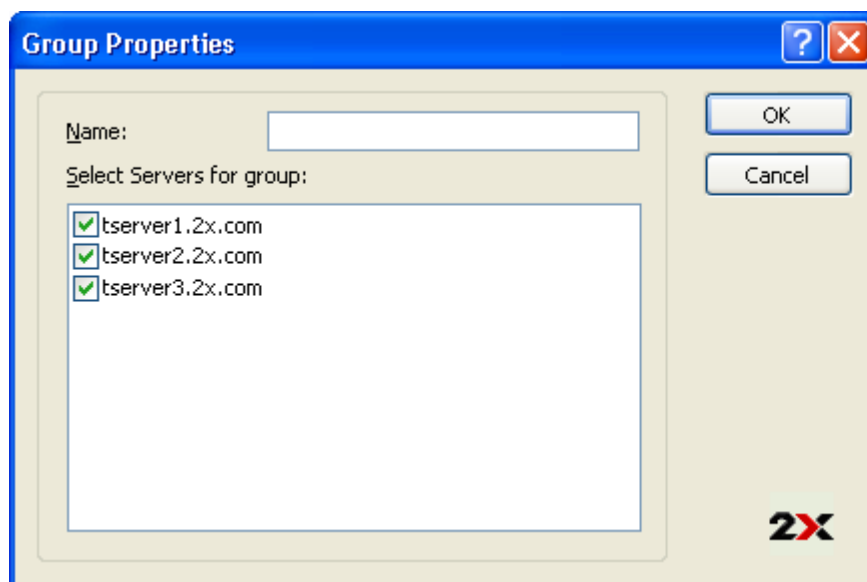 Group Properties
Name:
OK
Select Servers for group:
Cancel
tserver1.2x.com
tserver2.2x.com
tserver3.2x.com
2X